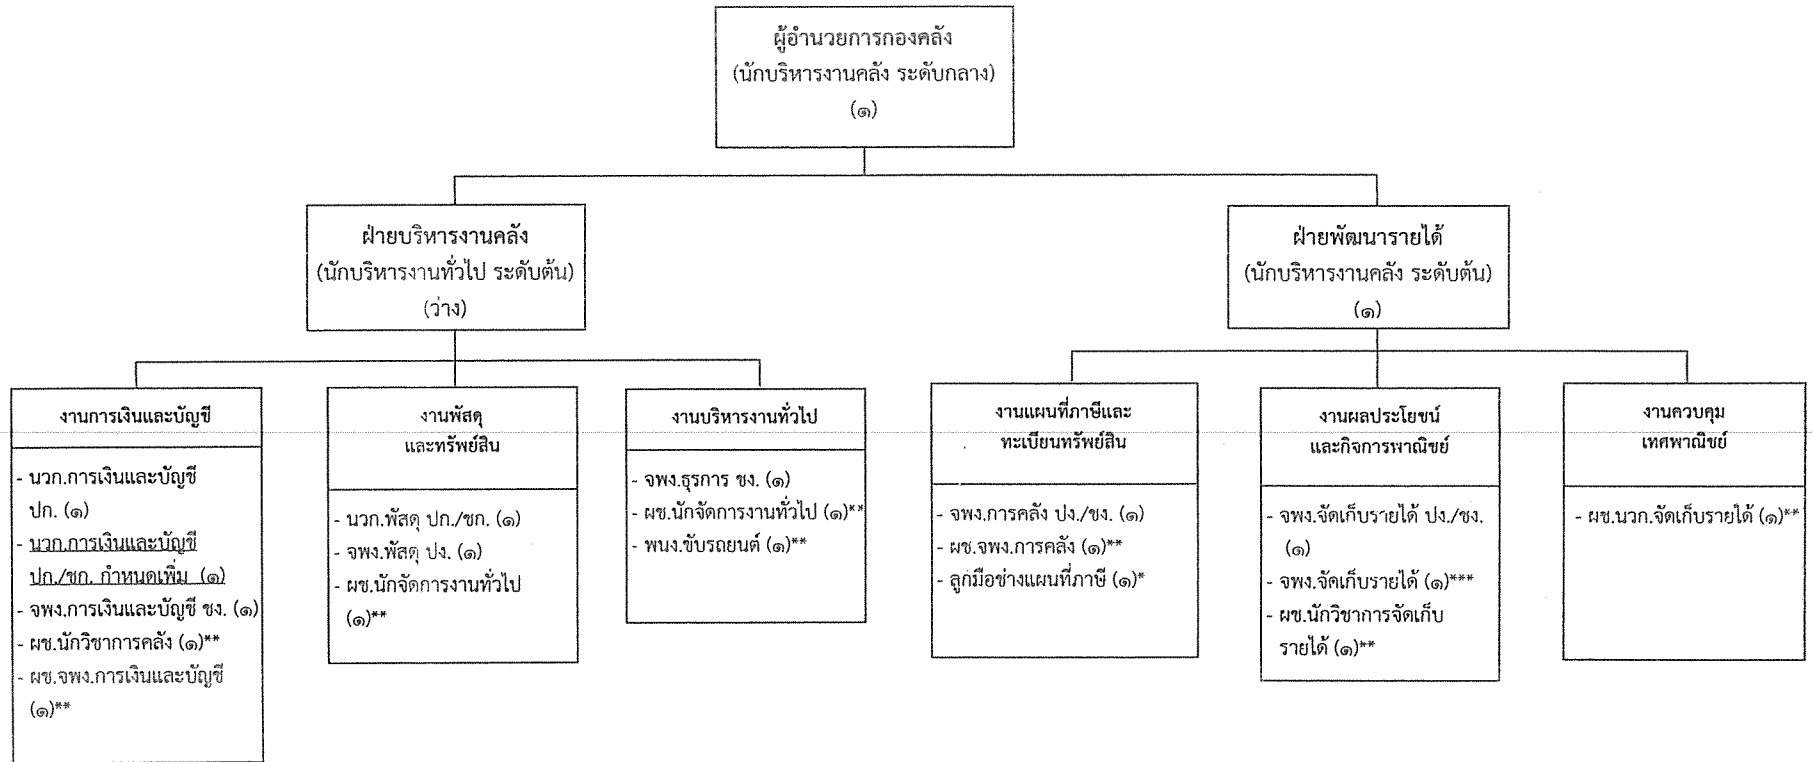 ผู้อำนวยการกองคลัง
(นักบริหารงานคลัง ระดับกลาง)
(๑)
ฝ่ายบริหารงานคลัง
(นักบริหารงานทั่วไป ระดับต้น)
(ว่าง)
ฝ่ายพัฒนารายได้
(นักบริหารงานคลัง ระดับต้น)
(๑)
งานการเงินและบัญชี
- นวก.การเงินและบัญชี
ปก. (๑)
- นวก.การเงินและบัญชี
ปก./ชก. กำหนดเพิ่ม (๑)
- จพง.การเงินและบัญชี ชง. (๑)
- ผช.นักวิชาการคลัง (๑)**
- ผช.จพง.การเงินและบัญชี
(๑)**
งานพัสดุ
และทรัพย์สิน
- นวก.พัสดุ ปก./ชก. (๑)
- จพง.พัสดุ ปง. (๑)
- ผช.นักจัดการงานทั่วไป
(๑)**
งานบริหารงานทั่วไป
- จพง.ธุรการ ชง. (๑)
- ผช.นักจัดการงานทั่วไป (๑)**
- พนง.ขับรถยนต์ (๑)**
งานแผนที่ภาษีและ
ทะเบียนทรัพย์สิน
- จพง.การคลัง ปง./ชง. (๑)
- ผช.จพง.การคลัง (๑)**
- ลูกมือช่างแผนที่ภาษี (๑)*
งานผลประโยชน์
และกิจการพาณิชย์
- จพง.จัดเก็บรายได้ ปง./ชง.
(๑)
- จพง.จัดเก็บรายได้ (๑)***
- ผช.นักวิชาการจัดเก็บ
รายได้ (๑)**
งานควบคุม
เทศพาณิชย์
- ผช.นวก.จัดเก็บรายได้ (๑)**